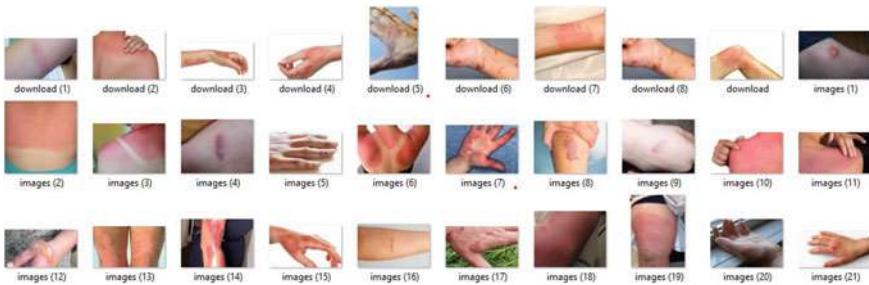 download (1) download (2) download (3) download (4) download (5) download (6) download (7) download (8) download images (1)
images (2) images (3) images (4) images (5) images (6) images (7) images (8) images (9) images (10) images (11)
images (12) images (13) images (14) images (15) images (16) images (17) images (18) images (19) images (20) images (21)